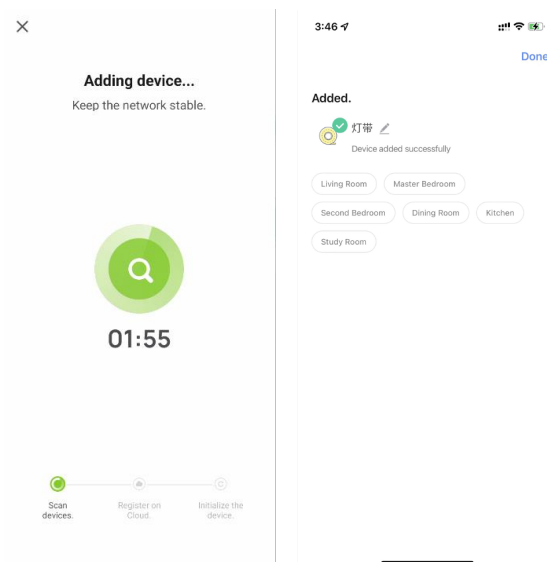 Adding device...
Keep the network stable.
01:55
Scan
devices.
Register on
Cloud.
Initialize the
device.
3:46
Done
Added.
灯带
Device added successfully
Living Room
Master Bedroom
Second Bedroom
Dining Room
Kitchen
Study Room